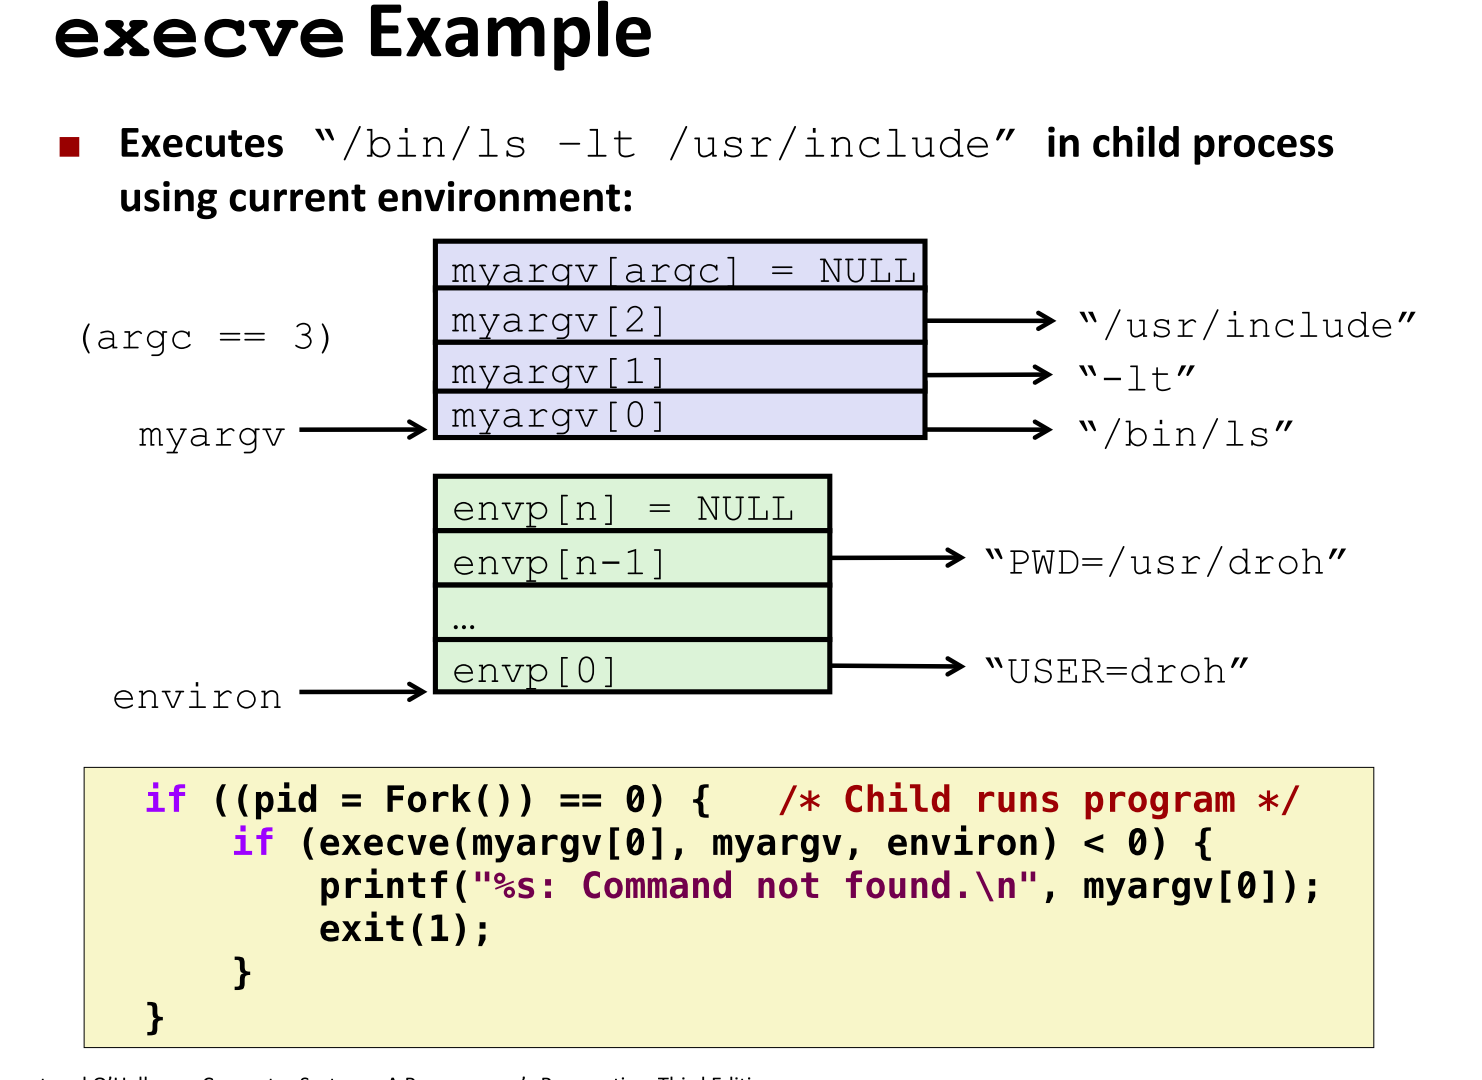 execve Example
■ Executes “/bin/ls –lt /usr/include” in child process
using current environment:
myargv[argc] = NULL
myargv[2]
“/usr/include”
(argc == 3)
myargv[1]
“-lt”
myargv[0]
myargv
“/bin/ls”
envp[n] = NULL
envp[n-1]
“PWD=/usr/droh”
…
envp[0]
“USER=droh”
environ
if ((pid = Fork()) == 0) {   /* Child runs program */
    if (execve(myargv[0], myargv, environ) < 0) {
        printf("%s: Command not found.\n", myargv[0]);
        exit(1);
    }
}